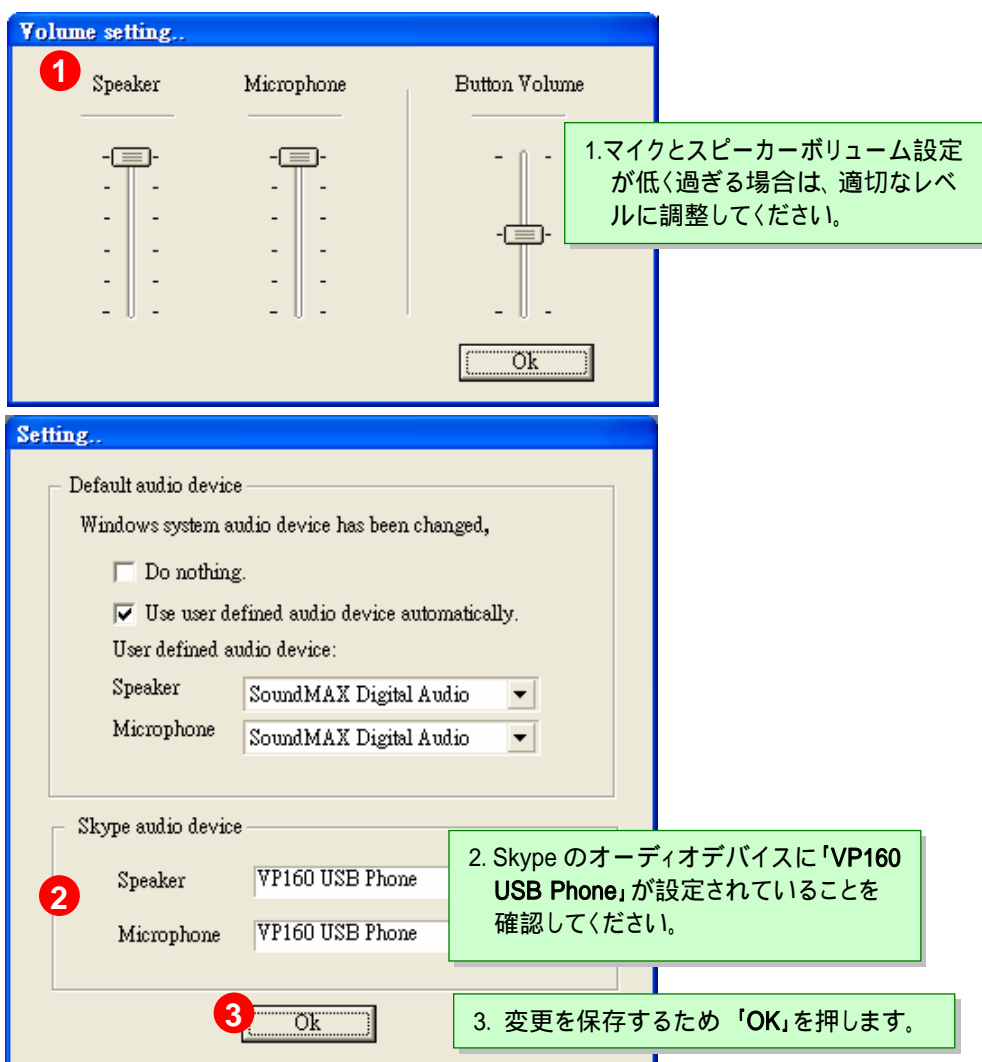 Volume setting..
1
Speaker
Microphone
Button Volume
1.マイクとスピーカーボリューム設定
が低く過ぎる場合は、適切なレベ
ルに調整してください。
Ok
Setting..
Default audio device
Windows system audio device has been changed,
Do nothing.
Use user defined audio device automatically.
User defined audio device:
Speaker
SoundMAX Digital Audio
Microphone
SoundMAX Digital Audio
Skype audio device
2
Speaker
VP160 USB Phone
Microphone
VP160 USB Phone
2. Skype のオーディオデバイスに「VP160
USB Phone」が設定されていることを
確認してください。
3
Ok
3. 変更を保存するため 「OK」を押します。